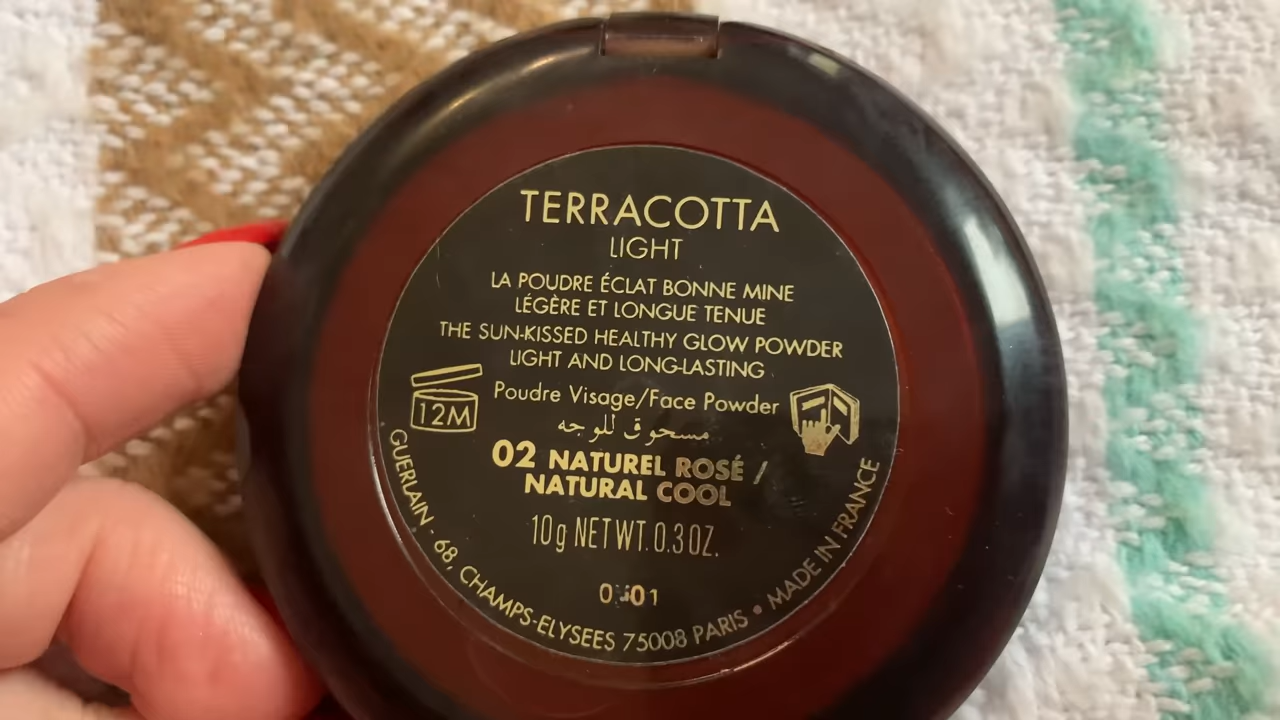 TERRACOTTA
LIGHT
LA POUDRE ÉCLAT BONNE MINE
LÉGÈRE ET LONGUE TENUE
THE SUN-KISSED HEALTHY GLOW POWDER
LIGHT AND LONG-LASTING
12M
Poudre Visage/Face Powder
مسحوق للوجه
02 NATUREL ROSÉ /
NATURAL COOL
10g NET WT. 0.3 OZ.
GUERLAIN · 68, CHAMPS-ELYSEES 75008 PARIS • MADE IN FRANCE